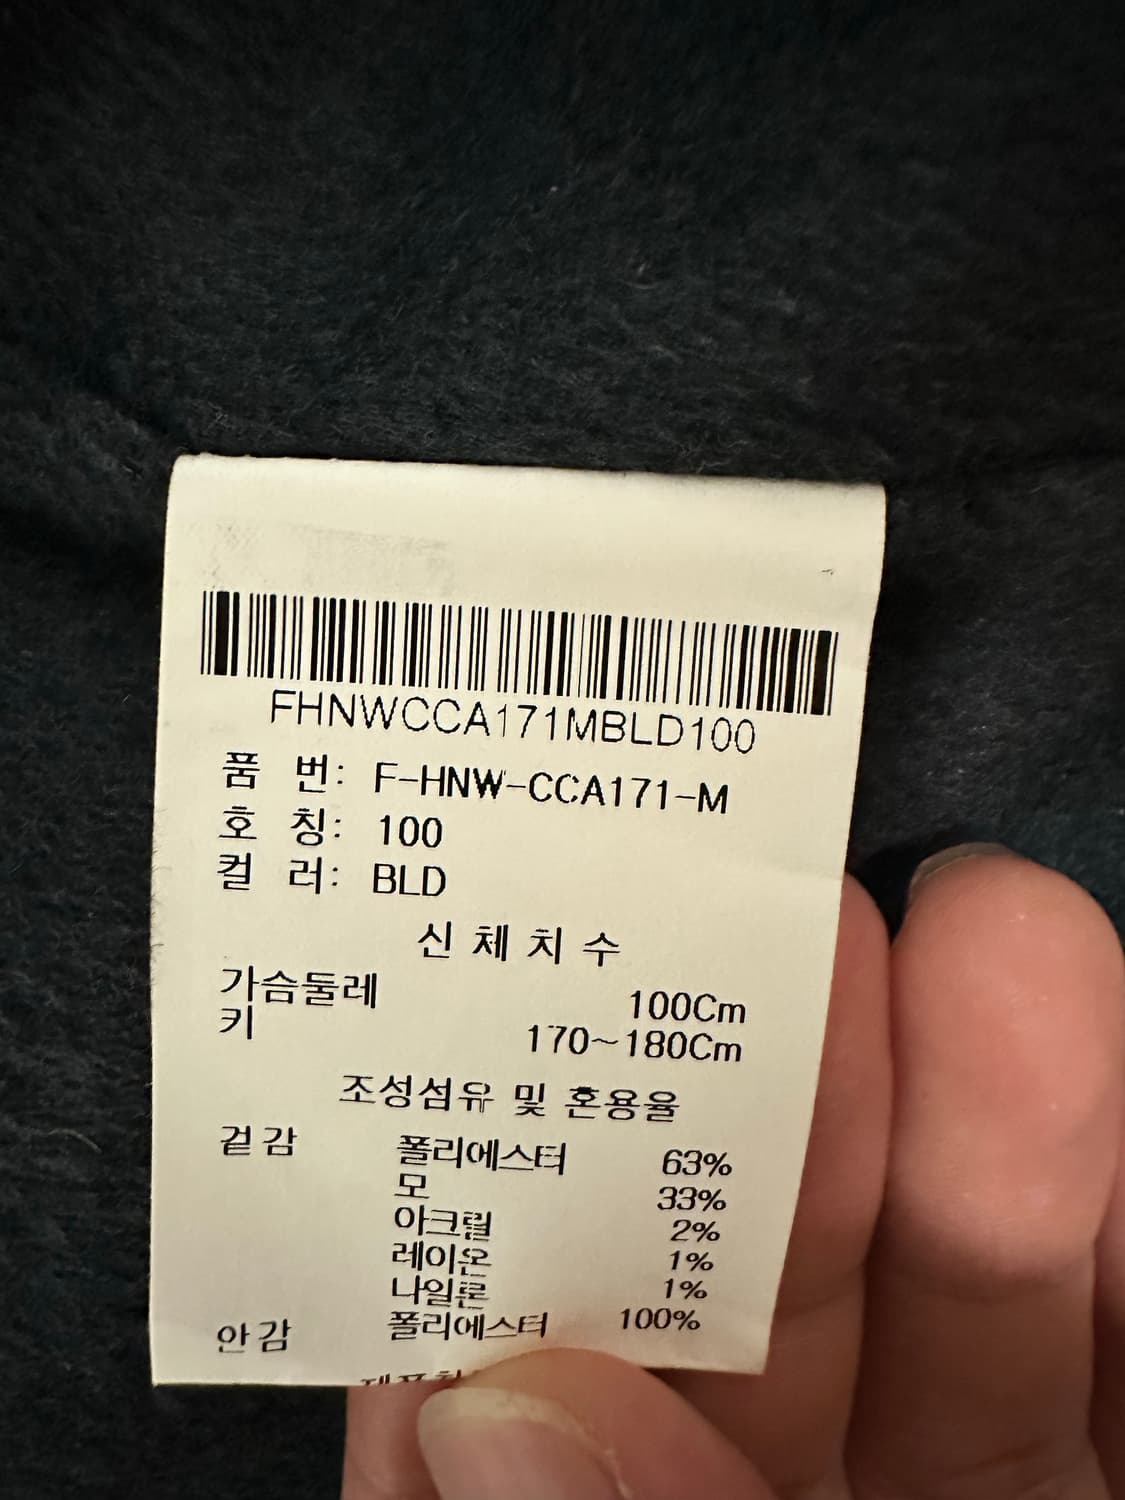 FHNWCCA171MBLD100
품 번: F-HNW-CCA171-M
호 칭: 100
컬 러: BLD
신 체 치 수
가슴둘레 100Cm
키 170~180Cm
조성섬유 및 혼용율
겉감 폴리에스터 63%
모 33%
아크릴 2%
레이온 1%
나일론 1%
안감 폴리에스터 100%